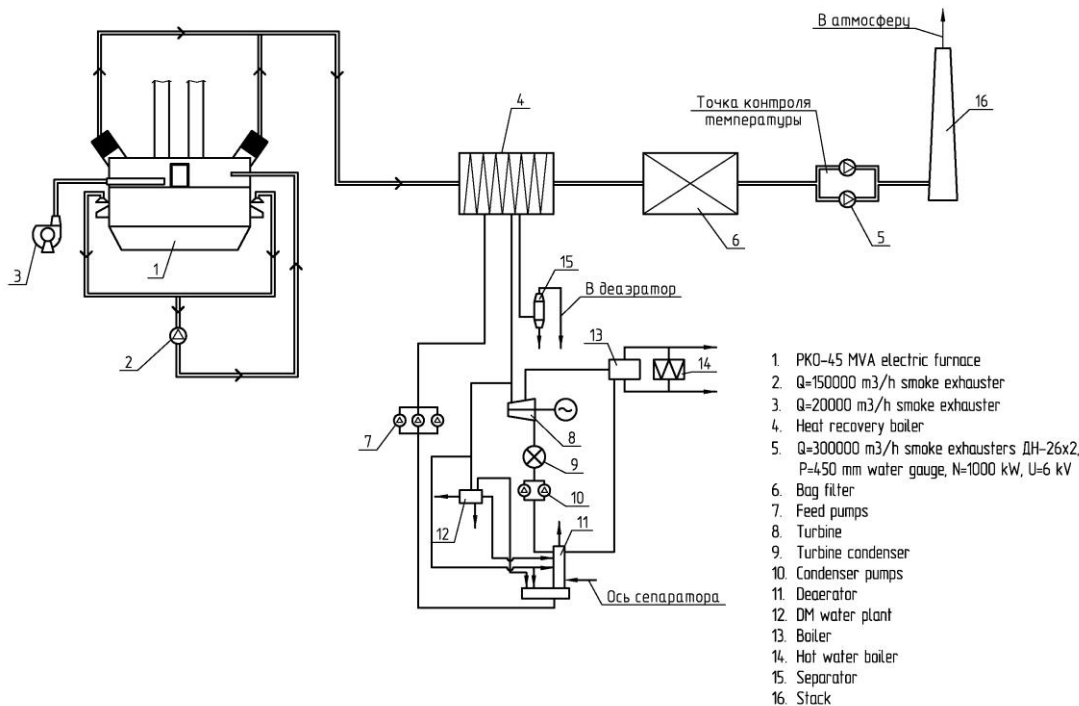 В атмосферу
4
Точка контроля
температуры
16
3
1
6
5
2
15
В деаэратор
13
14
7
8
9
10
12
11
Ось сепаратора
1. РКО-45 MVA electric furnace
2. Q=150000 m3/h smoke exhauster
3. Q=20000 m3/h smoke exhauster
4. Heat recovery boiler
5. Q=300000 m3/h smoke exhausters ДН-26х2,
P=450 mm water gauge, N=1000 kW, U=6 kV
6. Bag filter
7. Feed pumps
8. Turbine
9. Turbine condenser
10. Condenser pumps
11. Deaerator
12. DM water plant
13. Boiler
14. Hot water boiler
15. Separator
16. Stack